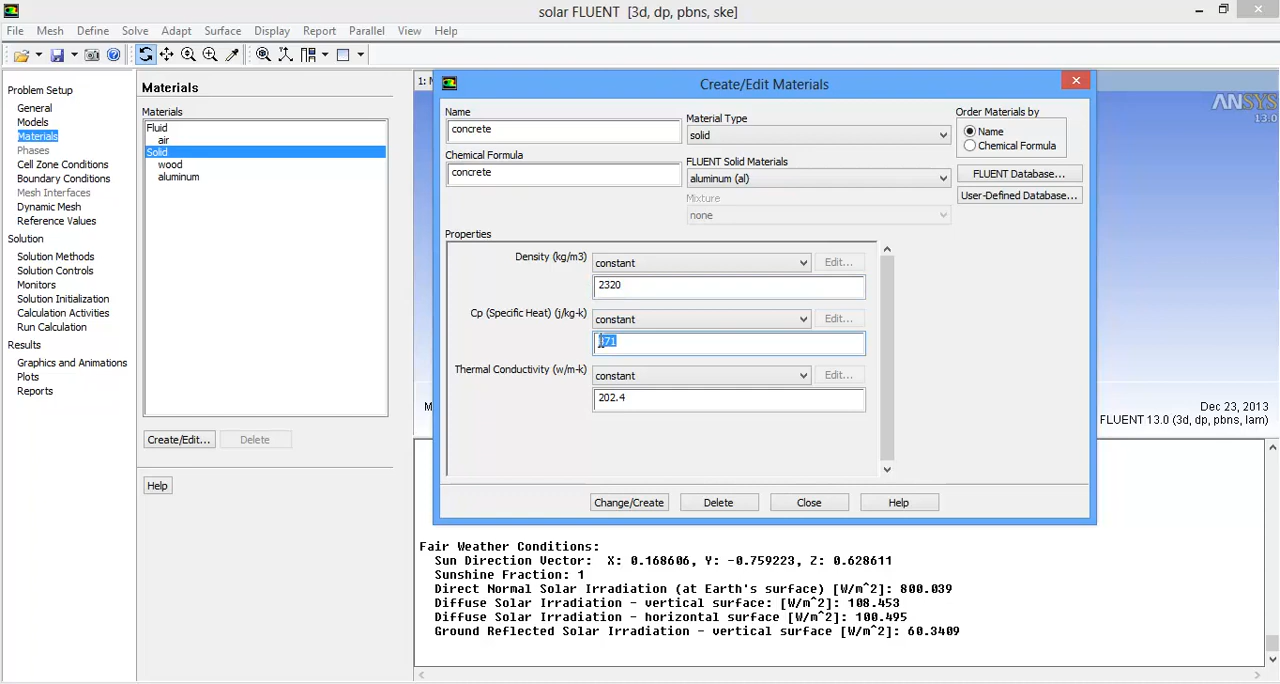 solar FLUENT [3d, dp, pbns, ske]
File Mesh Define Solve Adapt Surface Display Report Parallel View Help
Problem Setup
General
Models
Materials
Phases
Cell Zone Conditions
Boundary Conditions
Mesh Interfaces
Dynamic Mesh
Reference Values
Solution
Solution Methods
Solution Controls
Monitors
Solution Initialization
Calculation Activities
Run Calculation
Results
Graphics and Animations
Plots
Reports
Materials
Materials
Fluid
air
Solid
wood
aluminum
Create/Edit... Delete
Help
1:
Create/Edit Materials
Name
concrete
Chemical Formula
concrete
Material Type
solid
FLUENT Solid Materials
aluminum (al)
Mixture
none
Order Materials by
Name
Chemical Formula
FLUENT Database...
User-Defined Database...
Properties
Density (kg/m3) constant Edit...
2320
Cp (Specific Heat) (j/kg-k) constant Edit...
871
Thermal Conductivity (w/m-k) constant Edit...
202.4
Change/Create Delete Close Help
ANSYS
13.0
Dec 23, 2013
FLUENT 13.0 (3d, dp, pbns, lam)
Fair Weather Conditions:
Sun Direction Vector: X: 0.168606, Y: -0.759223, Z: 0.628611
Sunshine Fraction: 1
Direct Normal Solar Irradiation (at Earth's surface) [W/m^2]: 800.039
Diffuse Solar Irradiation - vertical surface: [W/m^2]: 108.453
Diffuse Solar Irradiation - horizontal surface [W/m^2]: 100.495
Ground Reflected Solar Irradiation - vertical surface [W/m^2]: 60.3409